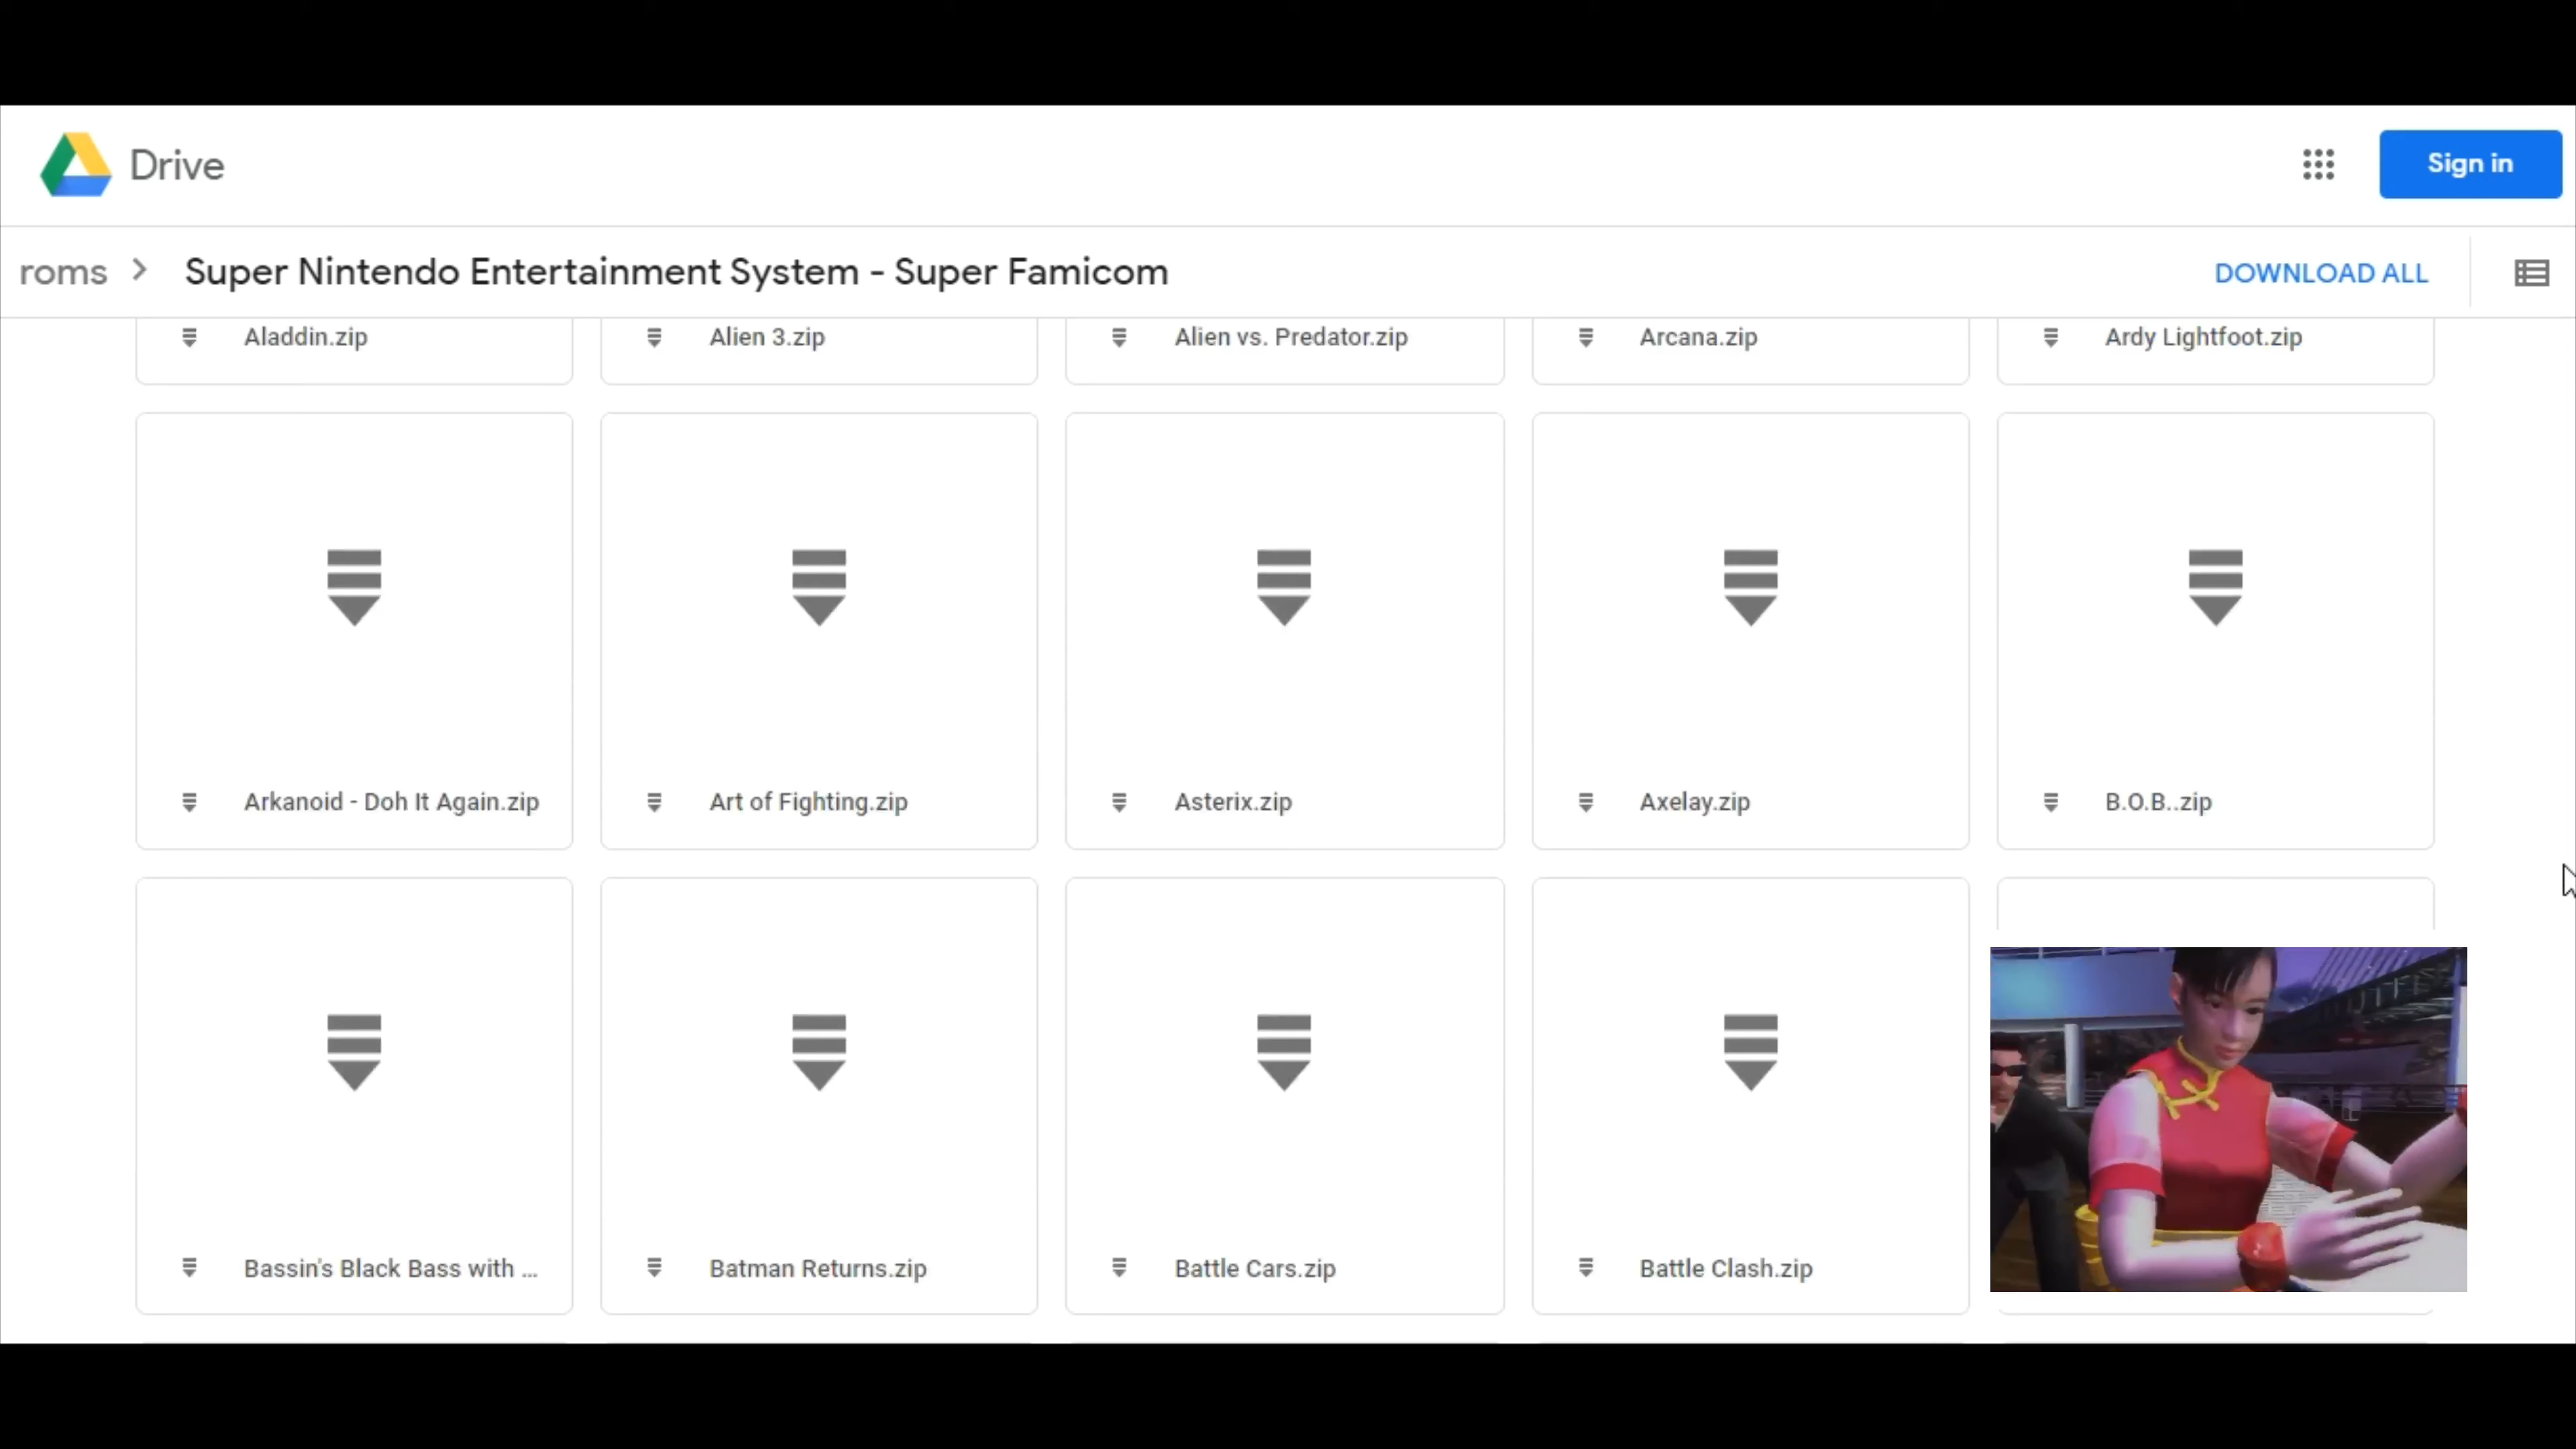 Drive
Sign in
roms > Super Nintendo Entertainment System - Super Famicom
DOWNLOAD ALL
Aladdin.zip
Alien 3.zip
Alien vs. Predator.zip
Arcana.zip
Ardy Lightfoot.zip
Arkanoid - Doh It Again.zip
Art of Fighting.zip
Asterix.zip
Axelay.zip
B.O.B..zip
Bassin's Black Bass with ...
Batman Returns.zip
Battle Cars.zip
Battle Clash.zip